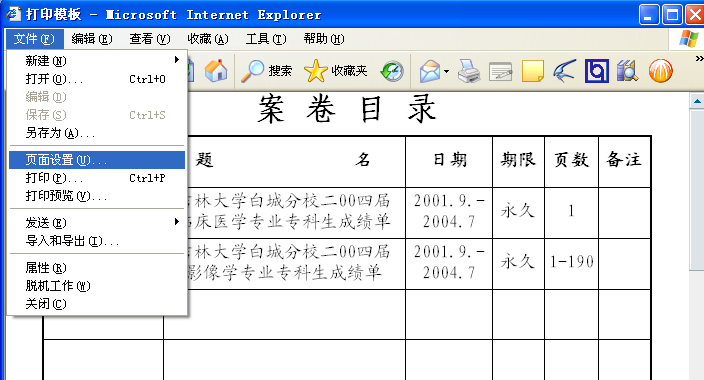 打印模板 - Microsoft Internet Explorer
文件(F) 编辑(E) 查看(V) 收藏(A) 工具(T) 帮助(H)
新建(N)
打开(O)... Ctrl+O
编辑(D)
保存(S) Ctrl+S
另存为(A)...
页面设置(U)...
打印(P)... Ctrl+P
打印预览(V)...
发送(E)
导入和导出(I)...
属性(R)
脱机工作(W)
关闭(C)
搜索 收藏夹
案卷目录
题 名 日期 期限 页数 备注
林大学白城分校二00四届 2001.9.- 永久 1
床医学专业专科生成绩单 2004.7
林大学白城分校二00四届 2001.9.- 永久 1-190
影像学专业专科生成绩单 2004.7